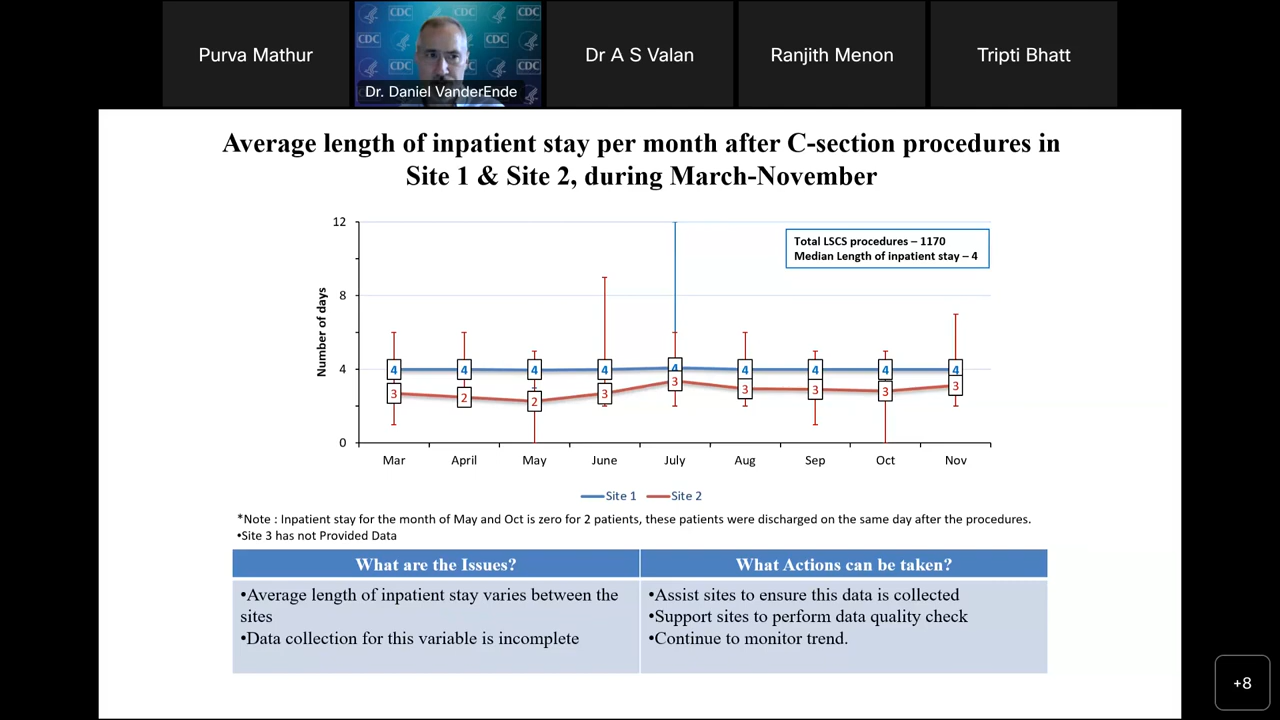 Purva Mathur
CDC
CDC
CDC
CDC
CDC
Dr. Daniel VanderEnde
Dr A S Valan
Ranjith Menon
Tripti Bhatt
Average length of inpatient stay per month after C-section procedures in
Site 1 & Site 2, during March-November
Total LSCS procedures – 1170
Median Length of inpatient stay – 4
Number of days
12
8
4
0
4 4 4 4 4 4 4 4 4
3 2 2 3 3 3 3 3 3
Mar April May June July Aug Sep Oct Nov
Site 1 Site 2
*Note : Inpatient stay for the month of May and Oct is zero for 2 patients, these patients were discharged on the same day after the procedures.
•Site 3 has not Provided Data
What are the Issues?
•Average length of inpatient stay varies between the
sites
•Data collection for this variable is incomplete
What Actions can be taken?
•Assist sites to ensure this data is collected
•Support sites to perform data quality check
•Continue to monitor trend.
+8